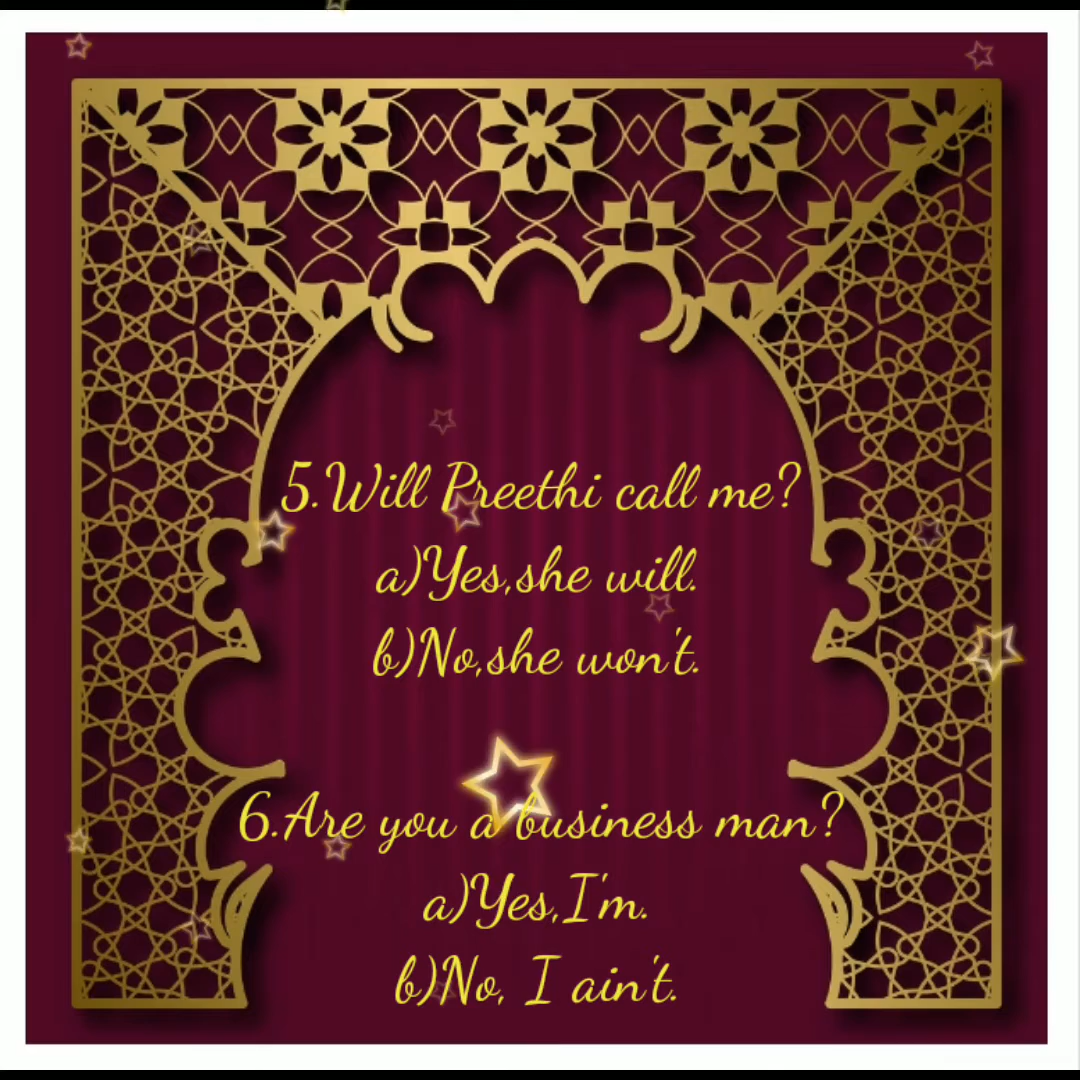 5.Will Preethi call me?
a)Yes,she will.
b)No,she won't.
6.Are you a business man?
a)Yes,I'm.
b)No, I ain't.